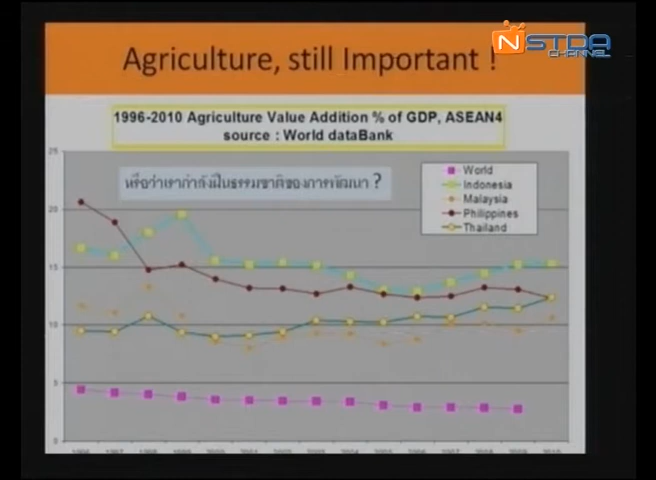 NSTDA
CHANNEL
Agriculture, still Important !
1996-2010 Agriculture Value Addition % of GDP, ASEAN4
source : World dataBank
หรือว่าเรากำลังฝืนธรรมชาติของการพัฒนา ?
World
Indonesia
Malaysia
Philippines
Thailand
25
20
15
10
5
0